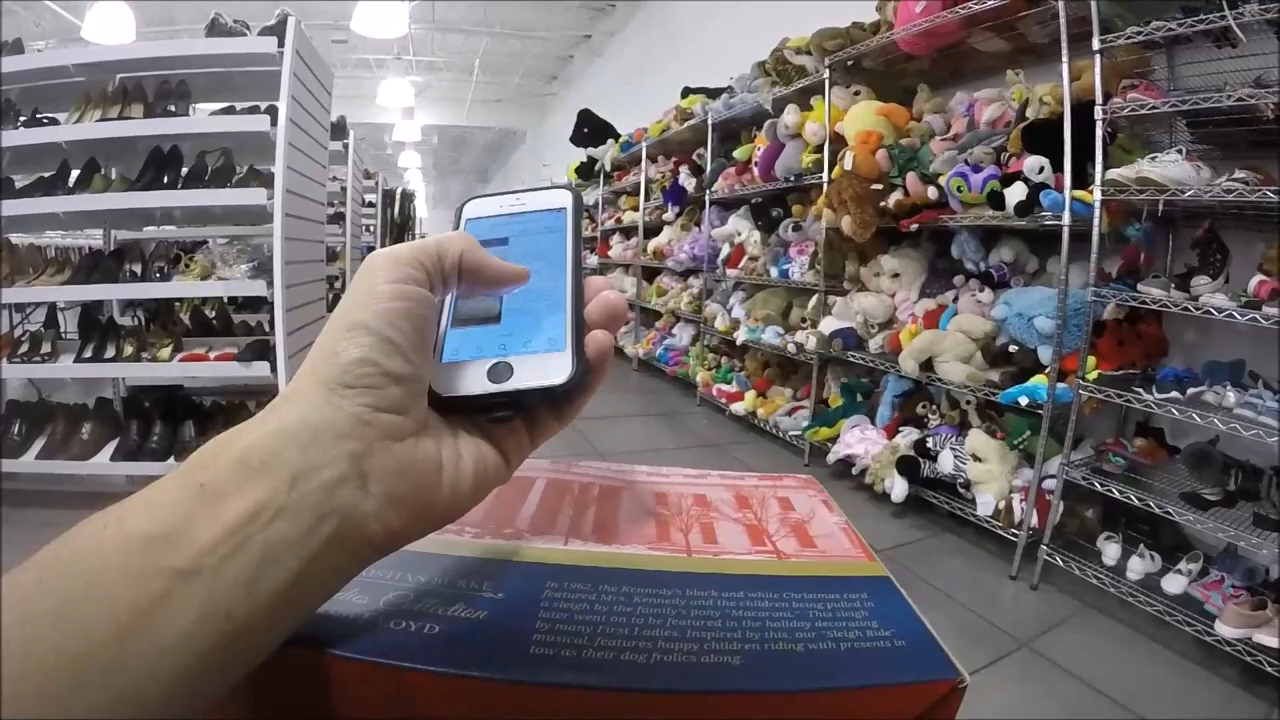 STIAN BURKE
Collection
OYD
In 1962, the Kennedy's black and white Christmas card
featured Mrs. Kennedy and the children being pulled in
a sleigh by the family's pony "Macaroni." This sleigh
later went on to be featured in the holiday decorating
by many First Ladies. Inspired by this, our "Sleigh Ride"
musical, features happy children riding with presents in
tow as their dog frolics along.